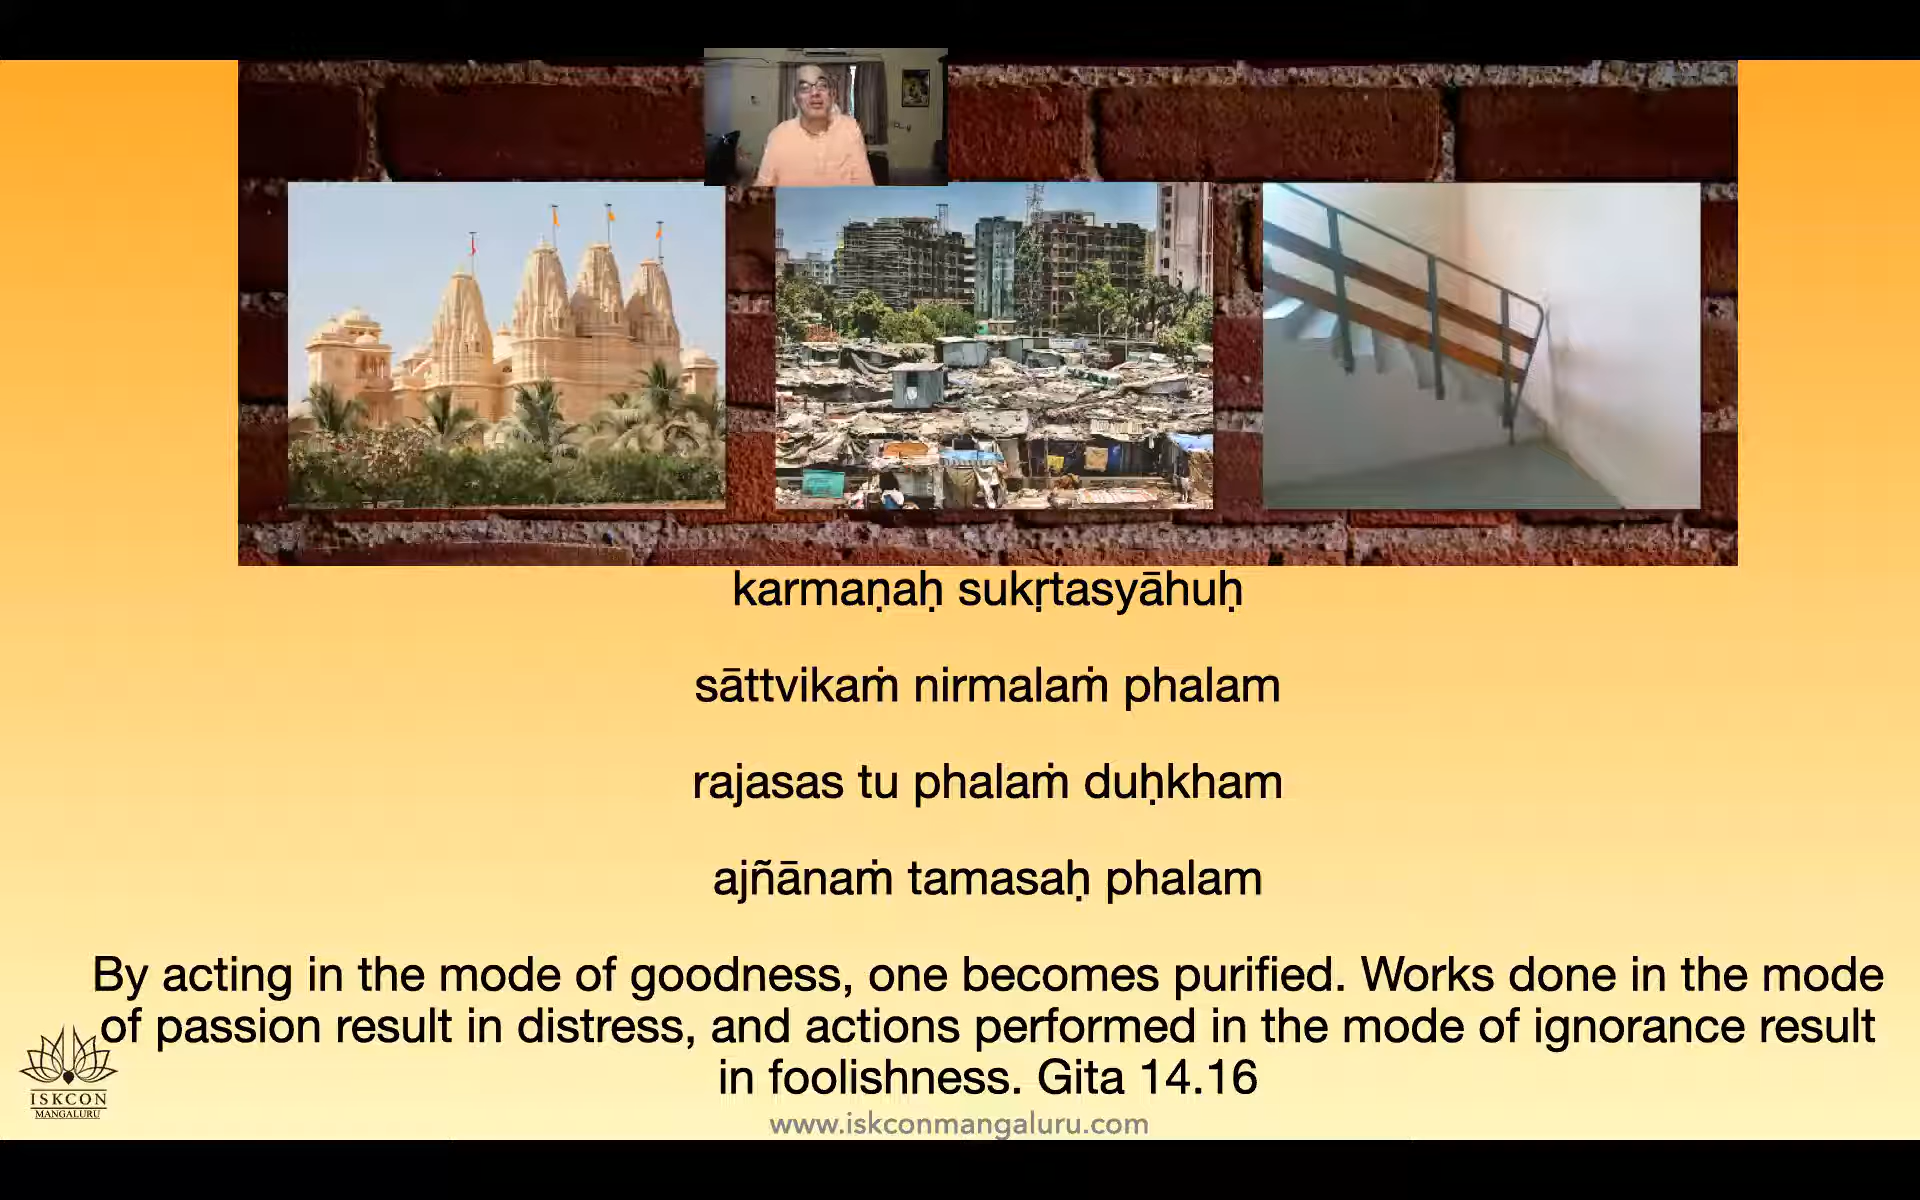 karmaṇaḥ sukṛtasyāhuḥ
sāttvikaṁ nirmalaṁ phalam
rajasas tu phalaṁ duḥkham
ajñānaṁ tamasaḥ phalam
By acting in the mode of goodness, one becomes purified. Works done in the mode
of passion result in distress, and actions performed in the mode of ignorance result
in foolishness. Gita 14.16
ISKCON
MANGALURU
www.iskconmangaluru.com